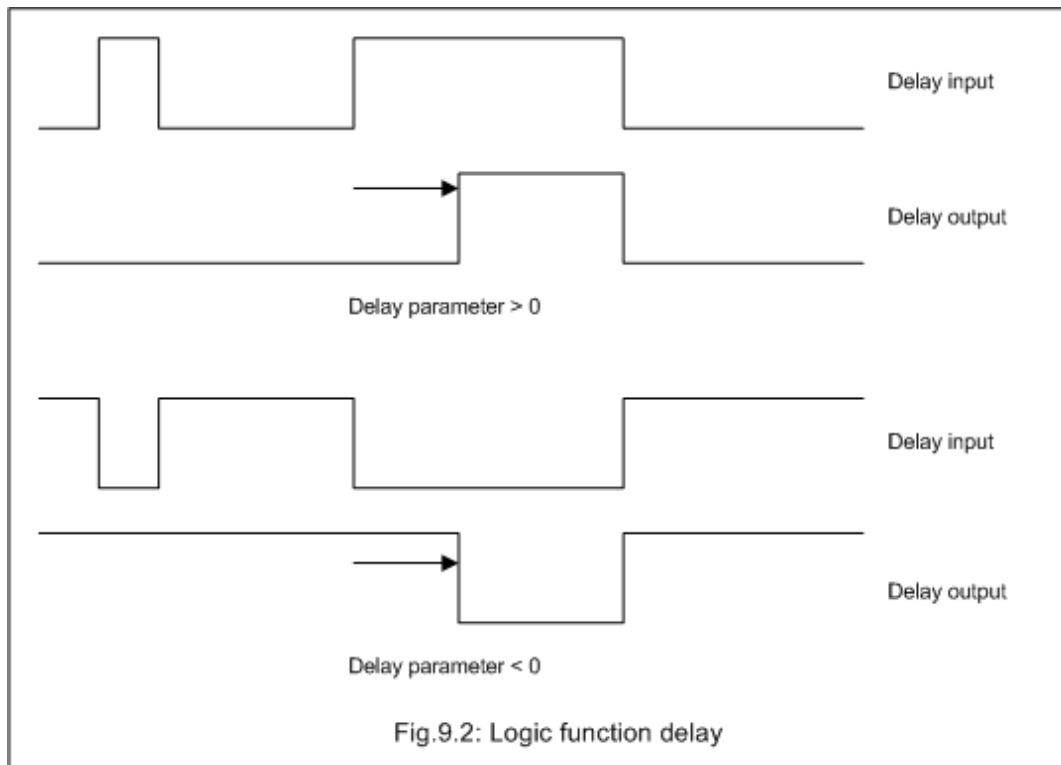 Delay input
Delay output
Delay parameter > 0
Delay input
Delay output
Delay parameter < 0
Fig.9.2: Logic function delay